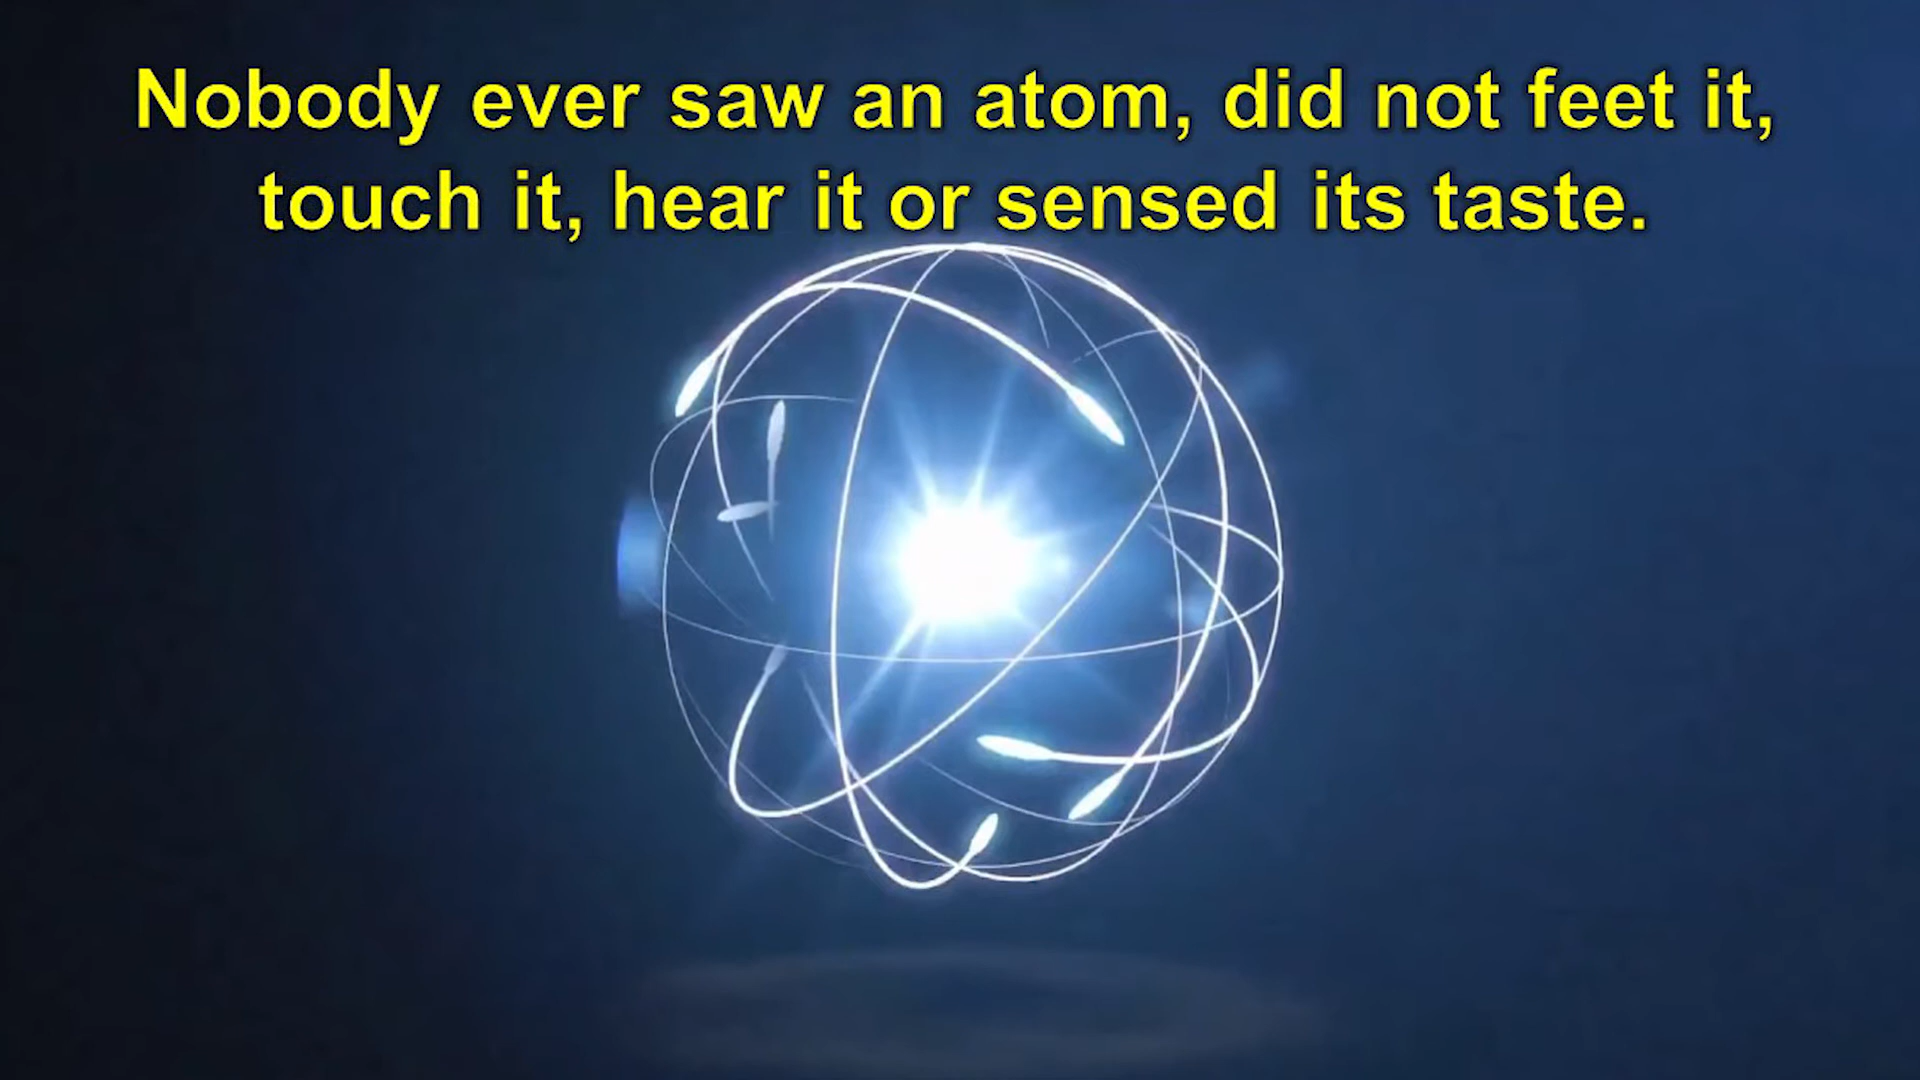 Nobody ever saw an atom, did not feet it,
touch it, hear it or sensed its taste.